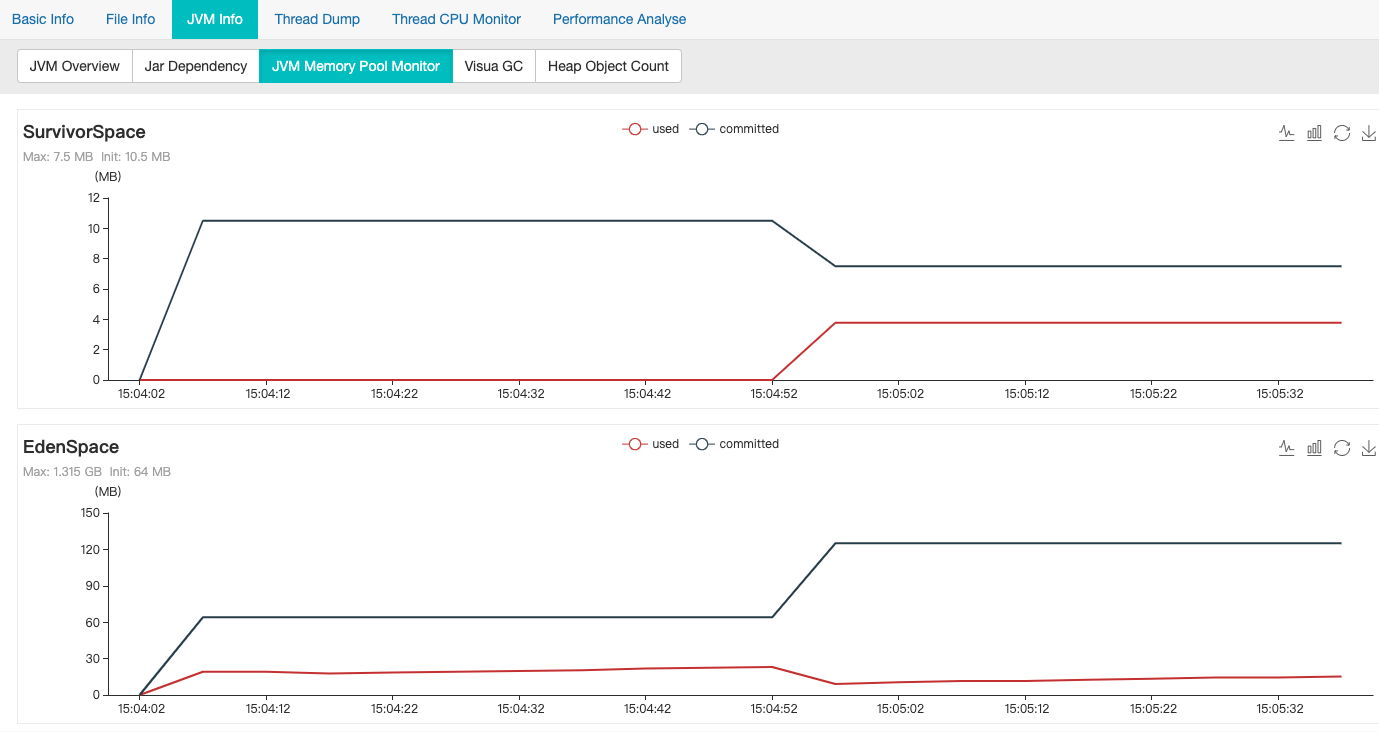 Basic Info File Info JVM Info Thread Dump Thread CPU Monitor Performance Analyse
JVM Overview Jar Dependency JVM Memory Pool Monitor Visua GC Heap Object Count
SurvivorSpace
used committed
Max: 7.5 MB Init: 10.5 MB
(MB)
12
10
8
6
4
2
0
15:04:02 15:04:12 15:04:22 15:04:32 15:04:42 15:04:52 15:05:02 15:05:12 15:05:22 15:05:32
EdenSpace
used committed
Max: 1.315 GB Init: 64 MB
(MB)
150
120
90
60
30
0
15:04:02 15:04:12 15:04:22 15:04:32 15:04:42 15:04:52 15:05:02 15:05:12 15:05:22 15:05:32